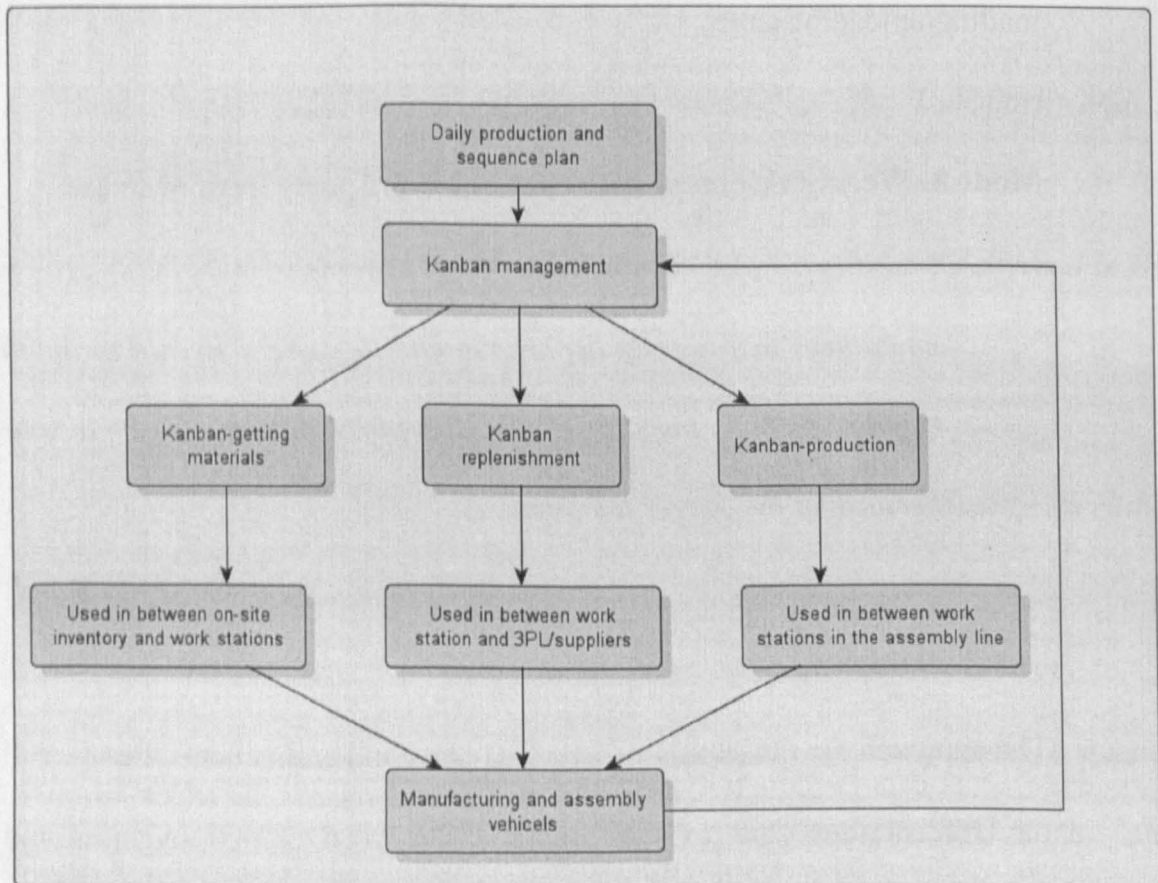 Daily production and
sequence plan
Kanban management
Kanban-getting
materials
Kanban
replenishment
Kanban-production
Used in between on-site
inventory and work stations
Used in between work
station and 3PL/suppliers
Used in between work
stations in the assembly line
Manufacturing and assembly
vehicels